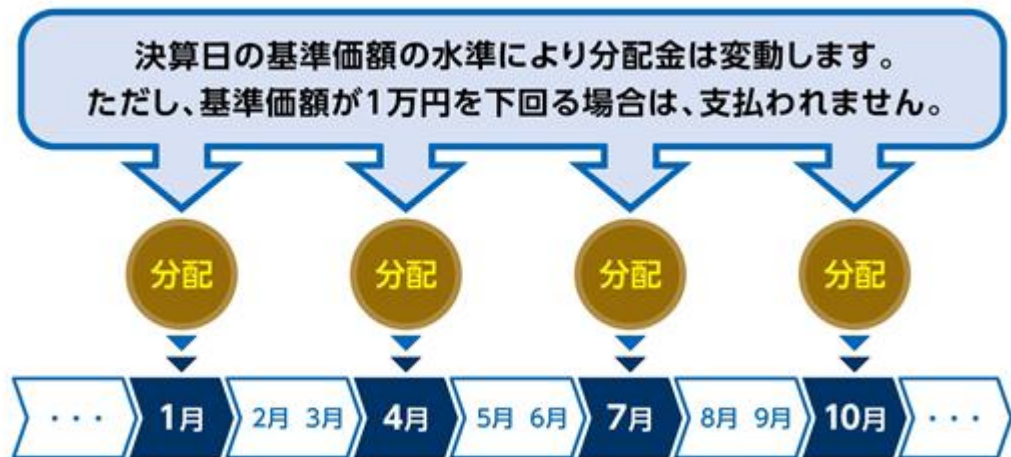 決算日の基準価額の水準により分配金は変動します。
ただし、基準価額が1万円を下回る場合は、支払われません。
分配 分配 分配 分配
・・・ 1月 2月 3月 4月 5月 6月 7月 8月 9月 10月 ・・・